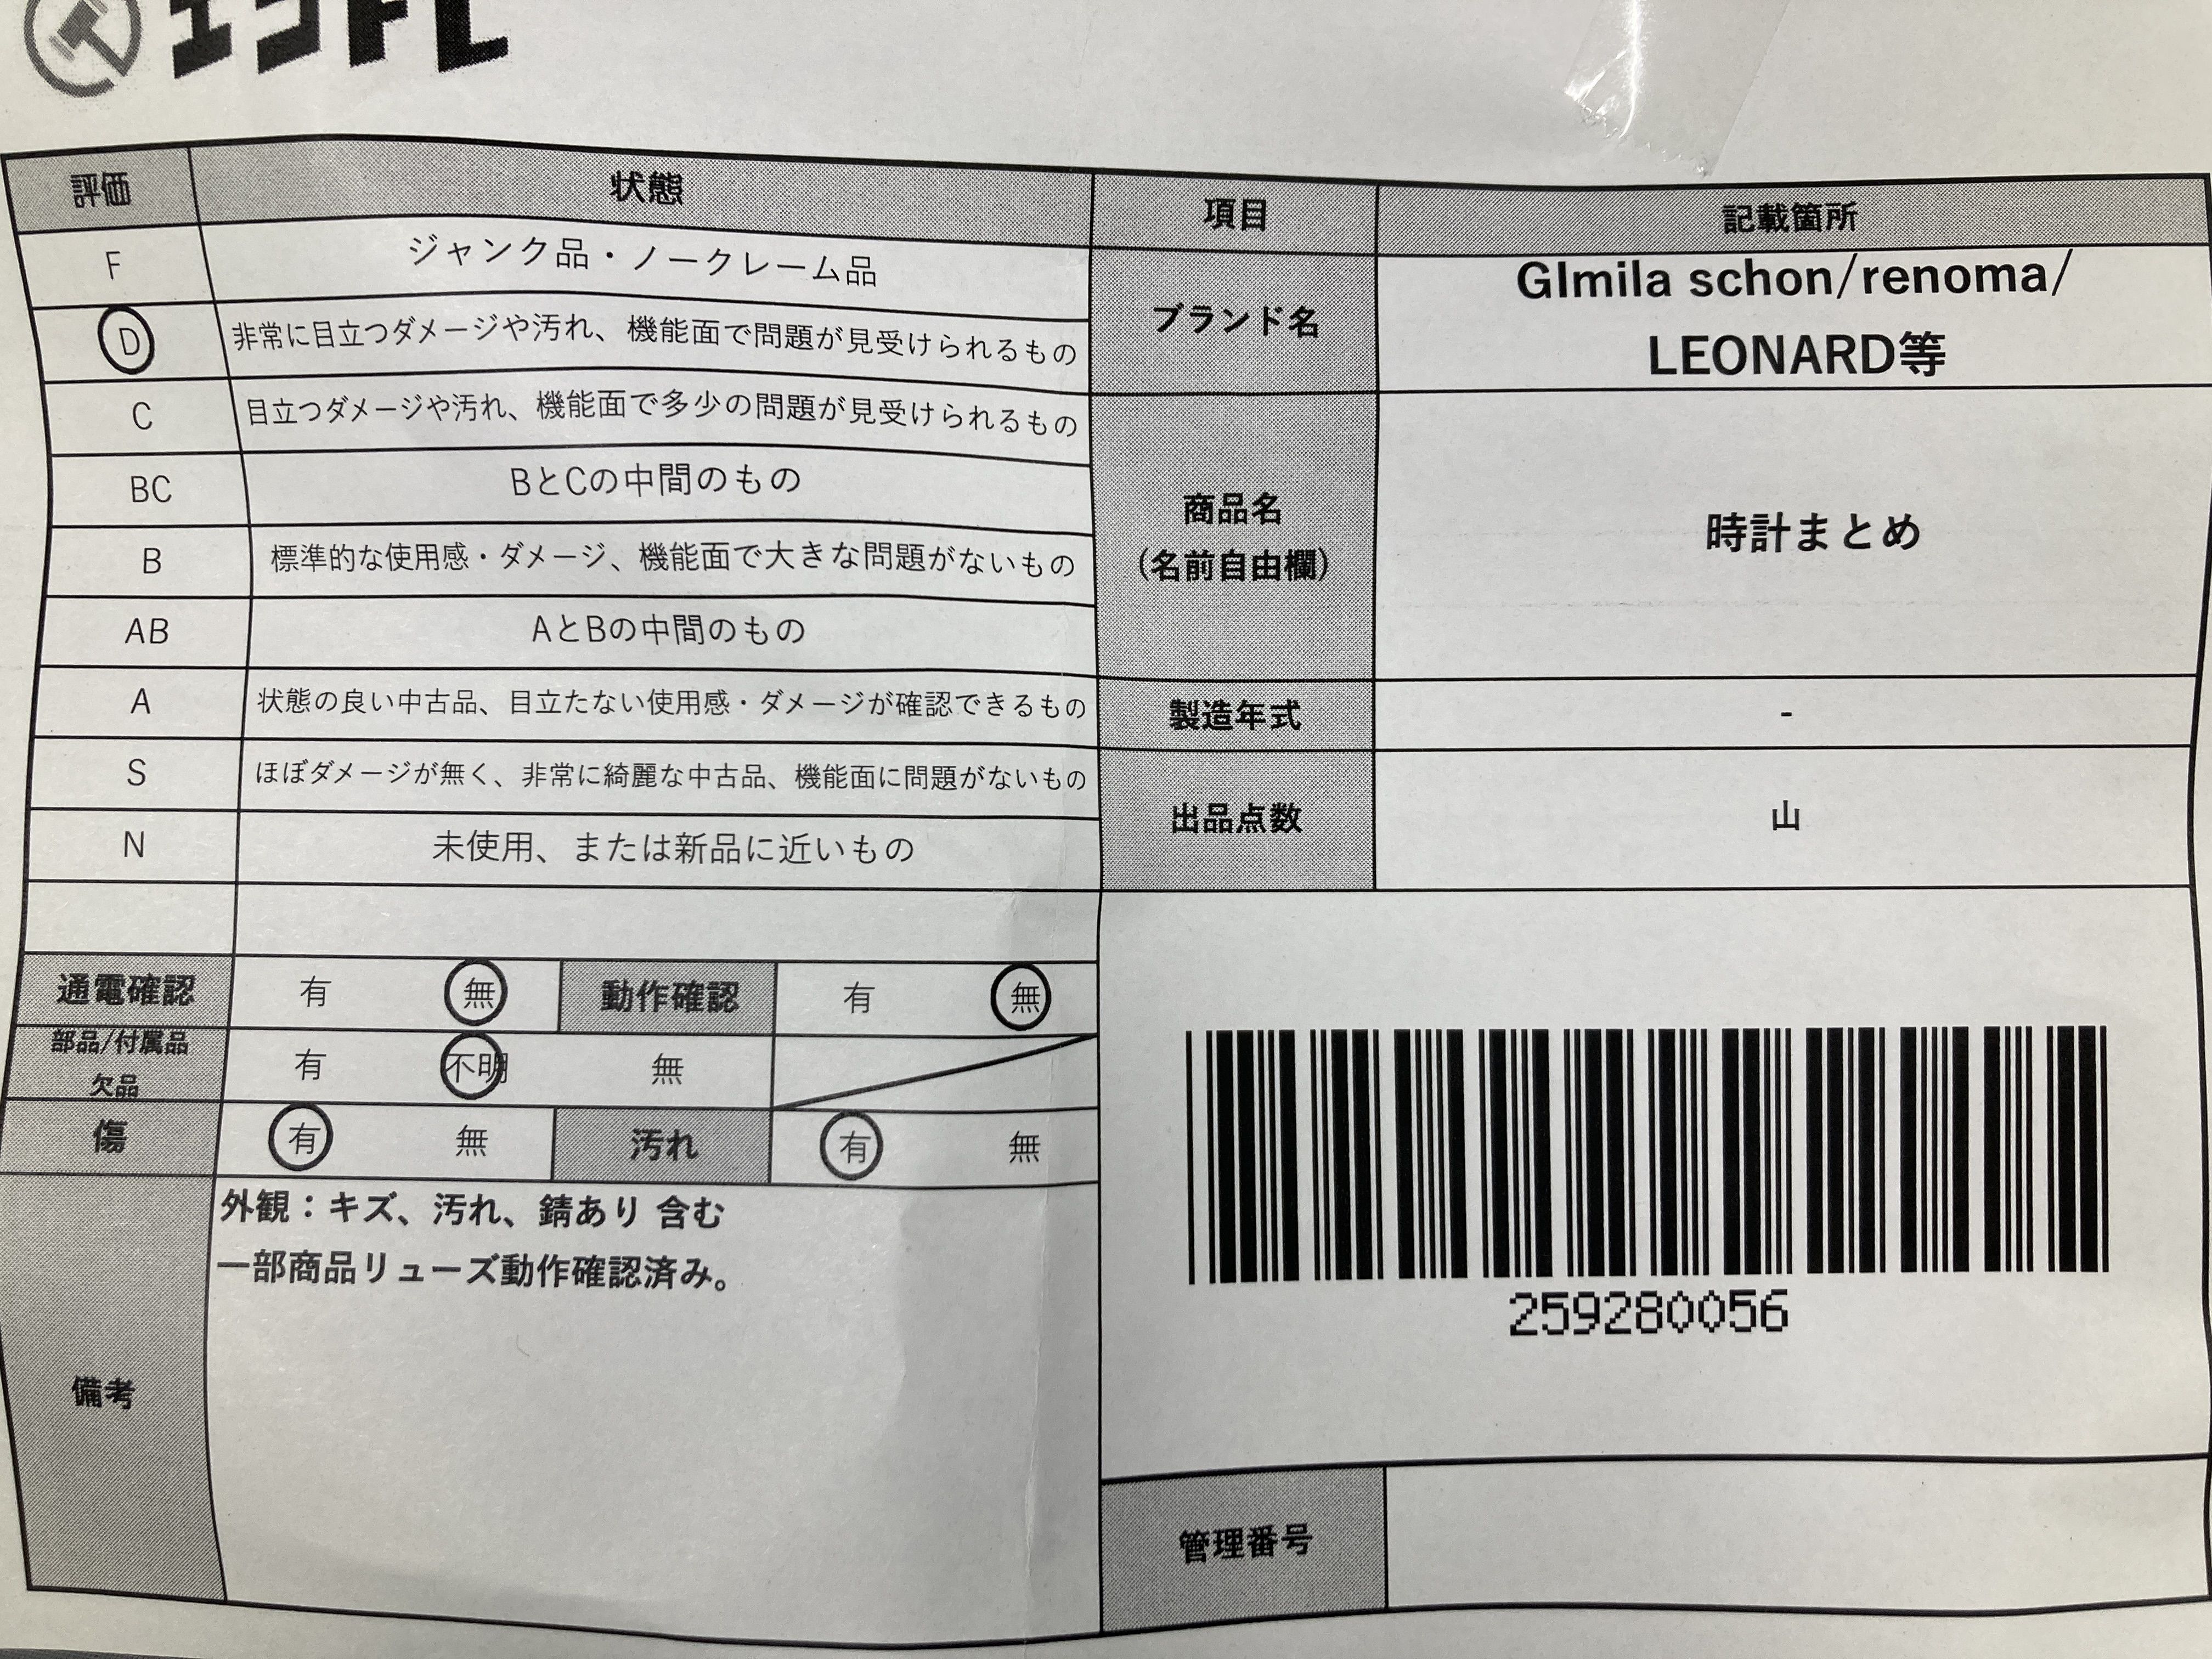 エコトレ
評価 状態 項目 記載箇所
F ジャンク品・ノークレーム品
D 非常に目立つダメージや汚れ、機能面で問題が見受けられるもの
C 目立つダメージや汚れ、機能面で多少の問題が見受けられるもの
BC BとCの中間のもの
B 標準的な使用感・ダメージ、機能面で大きな問題がないもの
AB AとBの中間のもの
A 状態の良い中古品、目立たない使用感・ダメージが確認できるもの
S ほぼダメージが無く、非常に綺麗な中古品、機能面に問題がないもの
N 未使用、または新品に近いもの
ブランド名
GImila schon/renoma/
LEONARD等
商品名
(名前自由欄)
時計まとめ
製造年式 -
出品点数 山
通電確認 有 無 動作確認 有 無
部品/付属品
欠品
有 不明 無
傷 有 無 汚れ 有 無
備考
外観：キズ、汚れ、錆あり 含む
一部商品リューズ動作確認済み。
259280056
管理番号